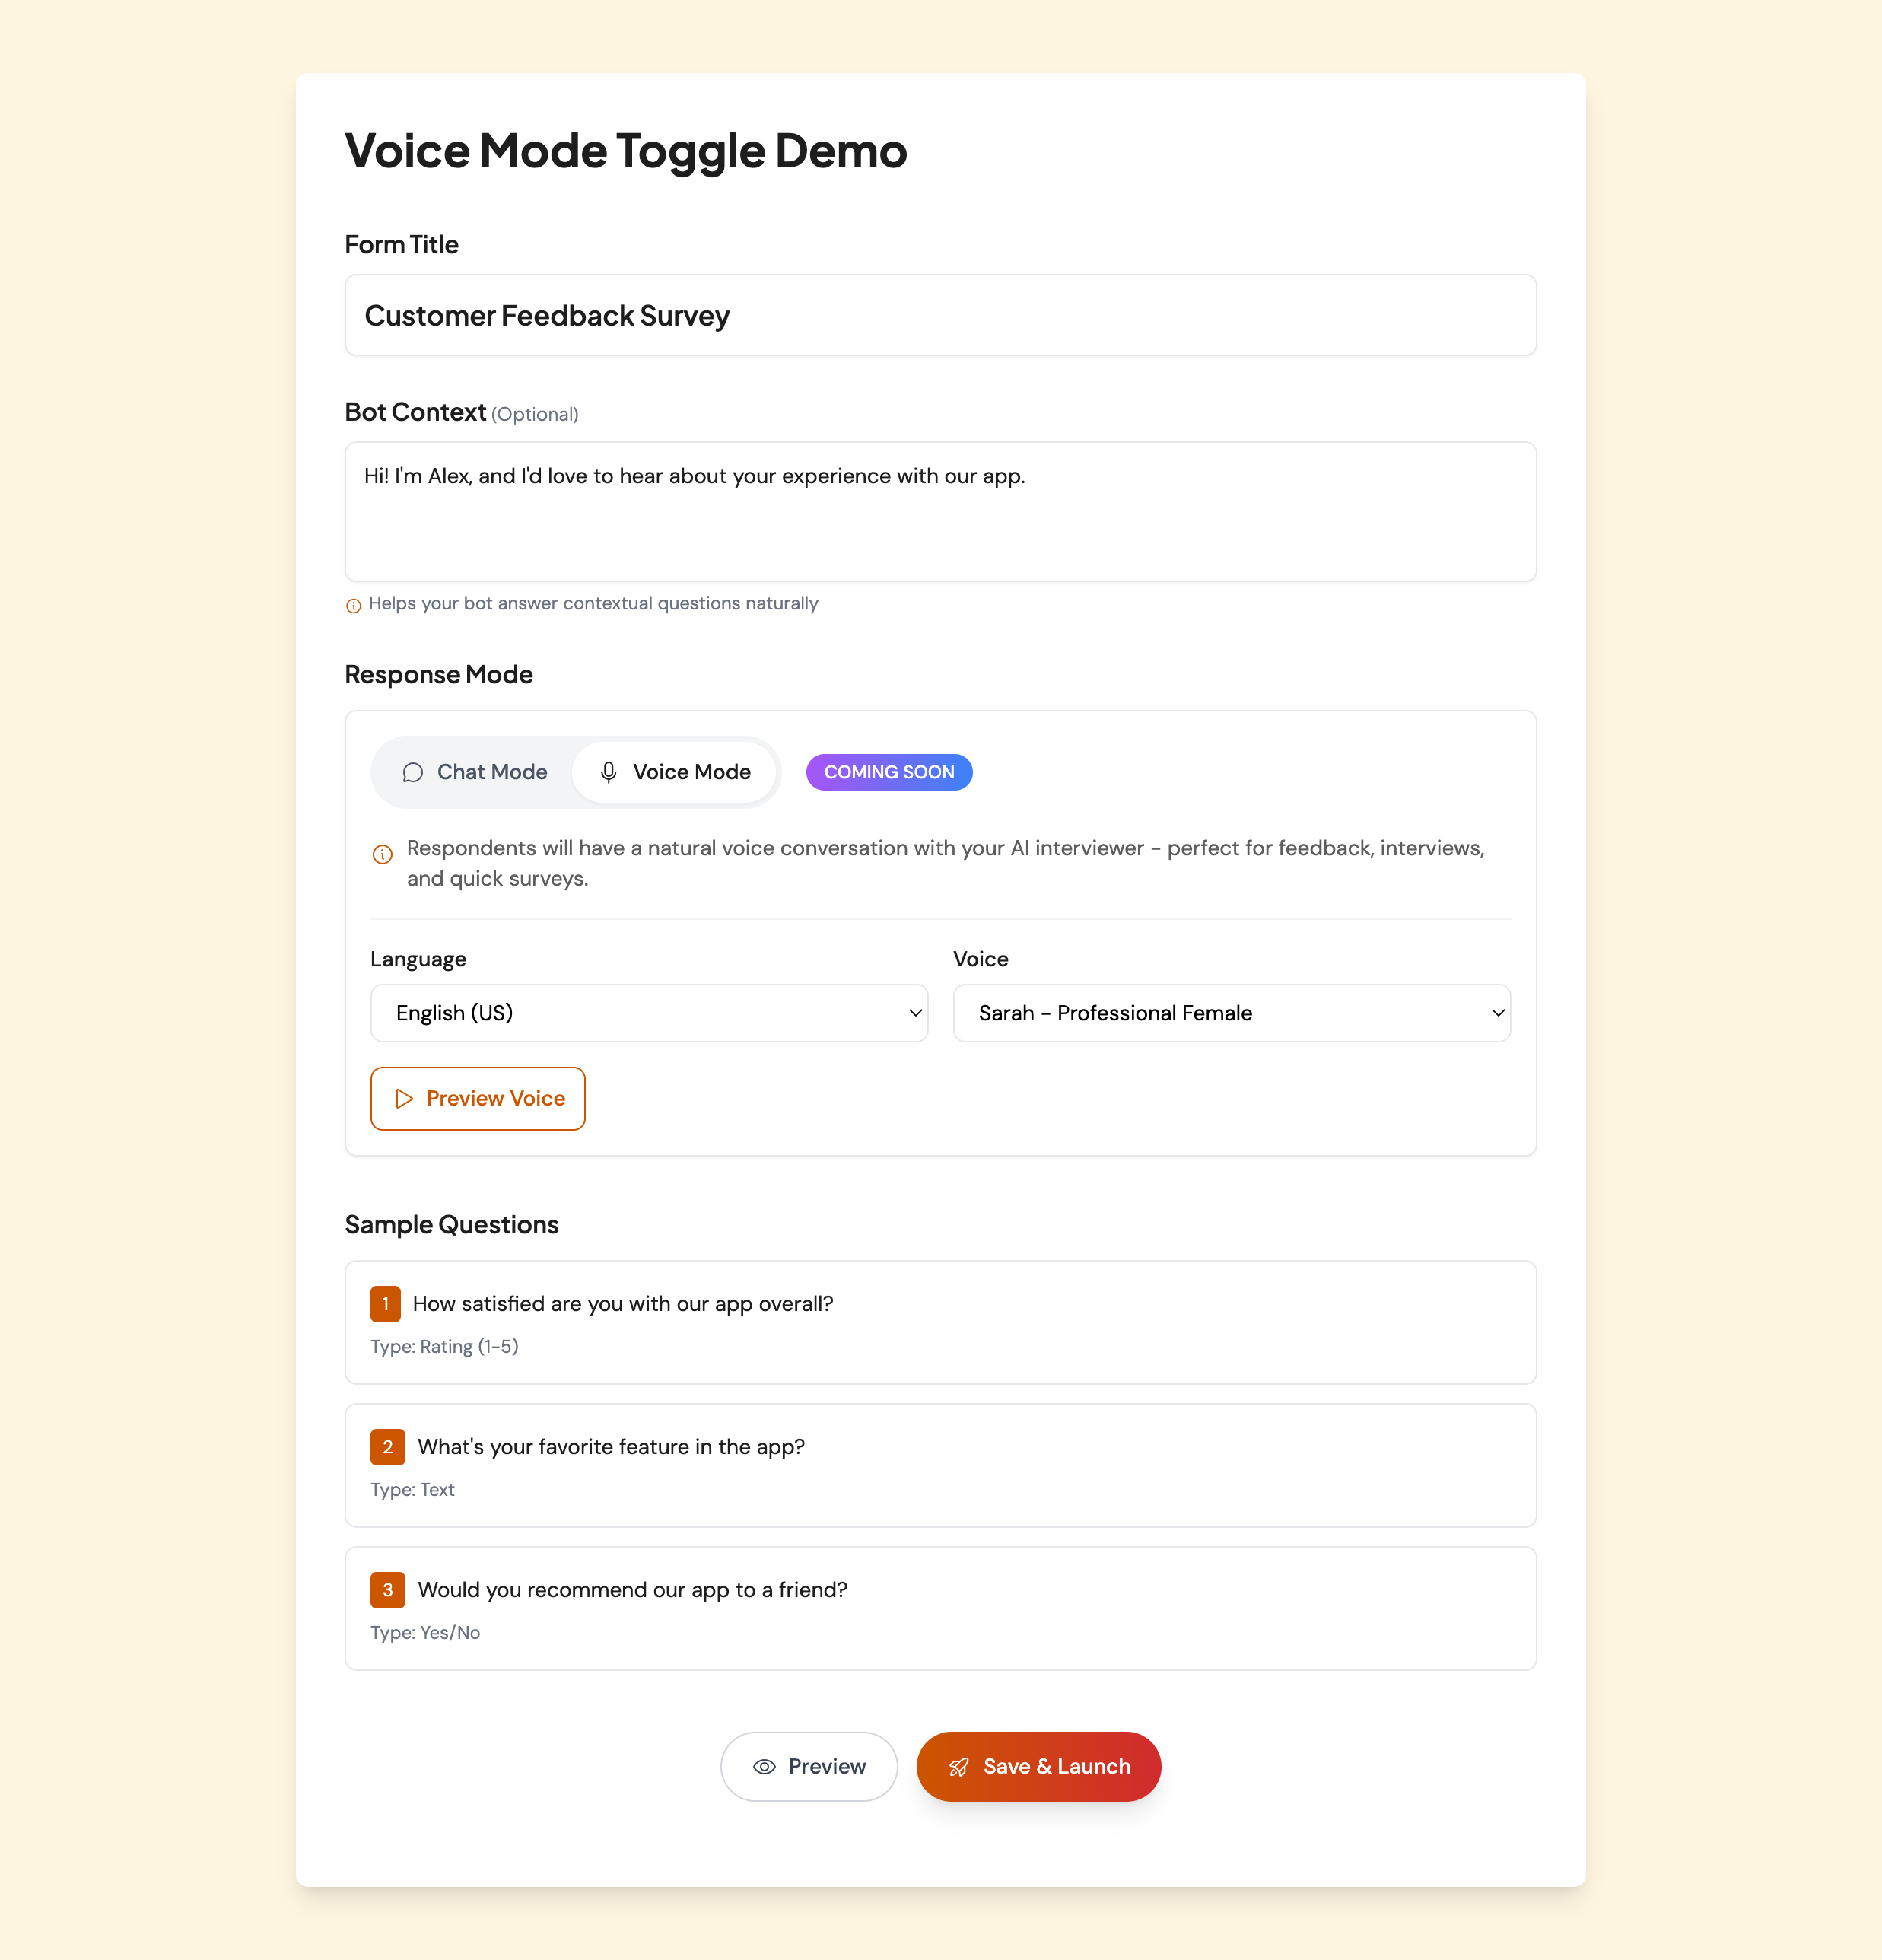 Voice Mode Toggle Demo
Form Title
Customer Feedback Survey
Bot Context (Optional)
Hi! I'm Alex, and I'd love to hear about your experience with our app.
Helps your bot answer contextual questions naturally
Response Mode
Chat Mode Voice Mode COMING SOON
Respondents will have a natural voice conversation with your AI interviewer - perfect for feedback, interviews,
and quick surveys.
Language Voice
English (US) Sarah - Professional Female
Preview Voice
Sample Questions
1 How satisfied are you with our app overall?
Type: Rating (1-5)
2 What's your favorite feature in the app?
Type: Text
3 Would you recommend our app to a friend?
Type: Yes/No
Preview Save & Launch